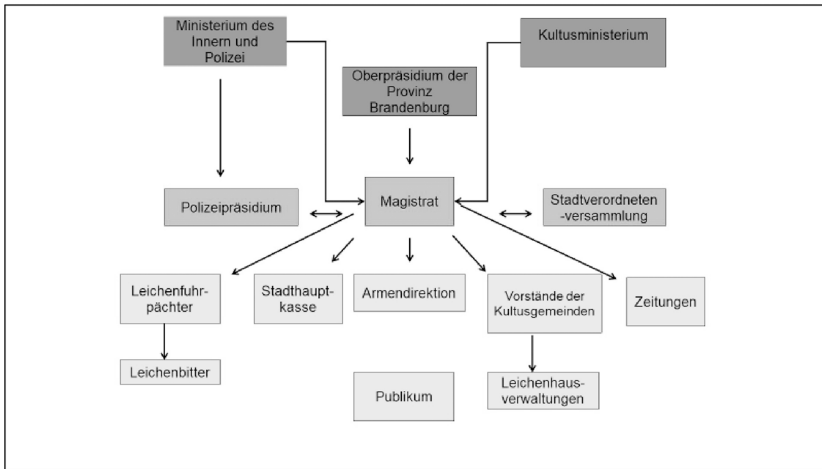 Ministerium des
Innern und
Polizei
Kultusministerium
Oberpräsidium der
Provinz
Brandenburg
Polizeipräsidium
Magistrat
Stadtverordneten
-versammlung
Leichenfuhr-
pächter
Stadthaupt-
kasse
Armendirektion
Vorstände der
Kultusgemeinden
Zeitungen
Leichenbitter
Publikum
Leichenhaus-
verwaltungen